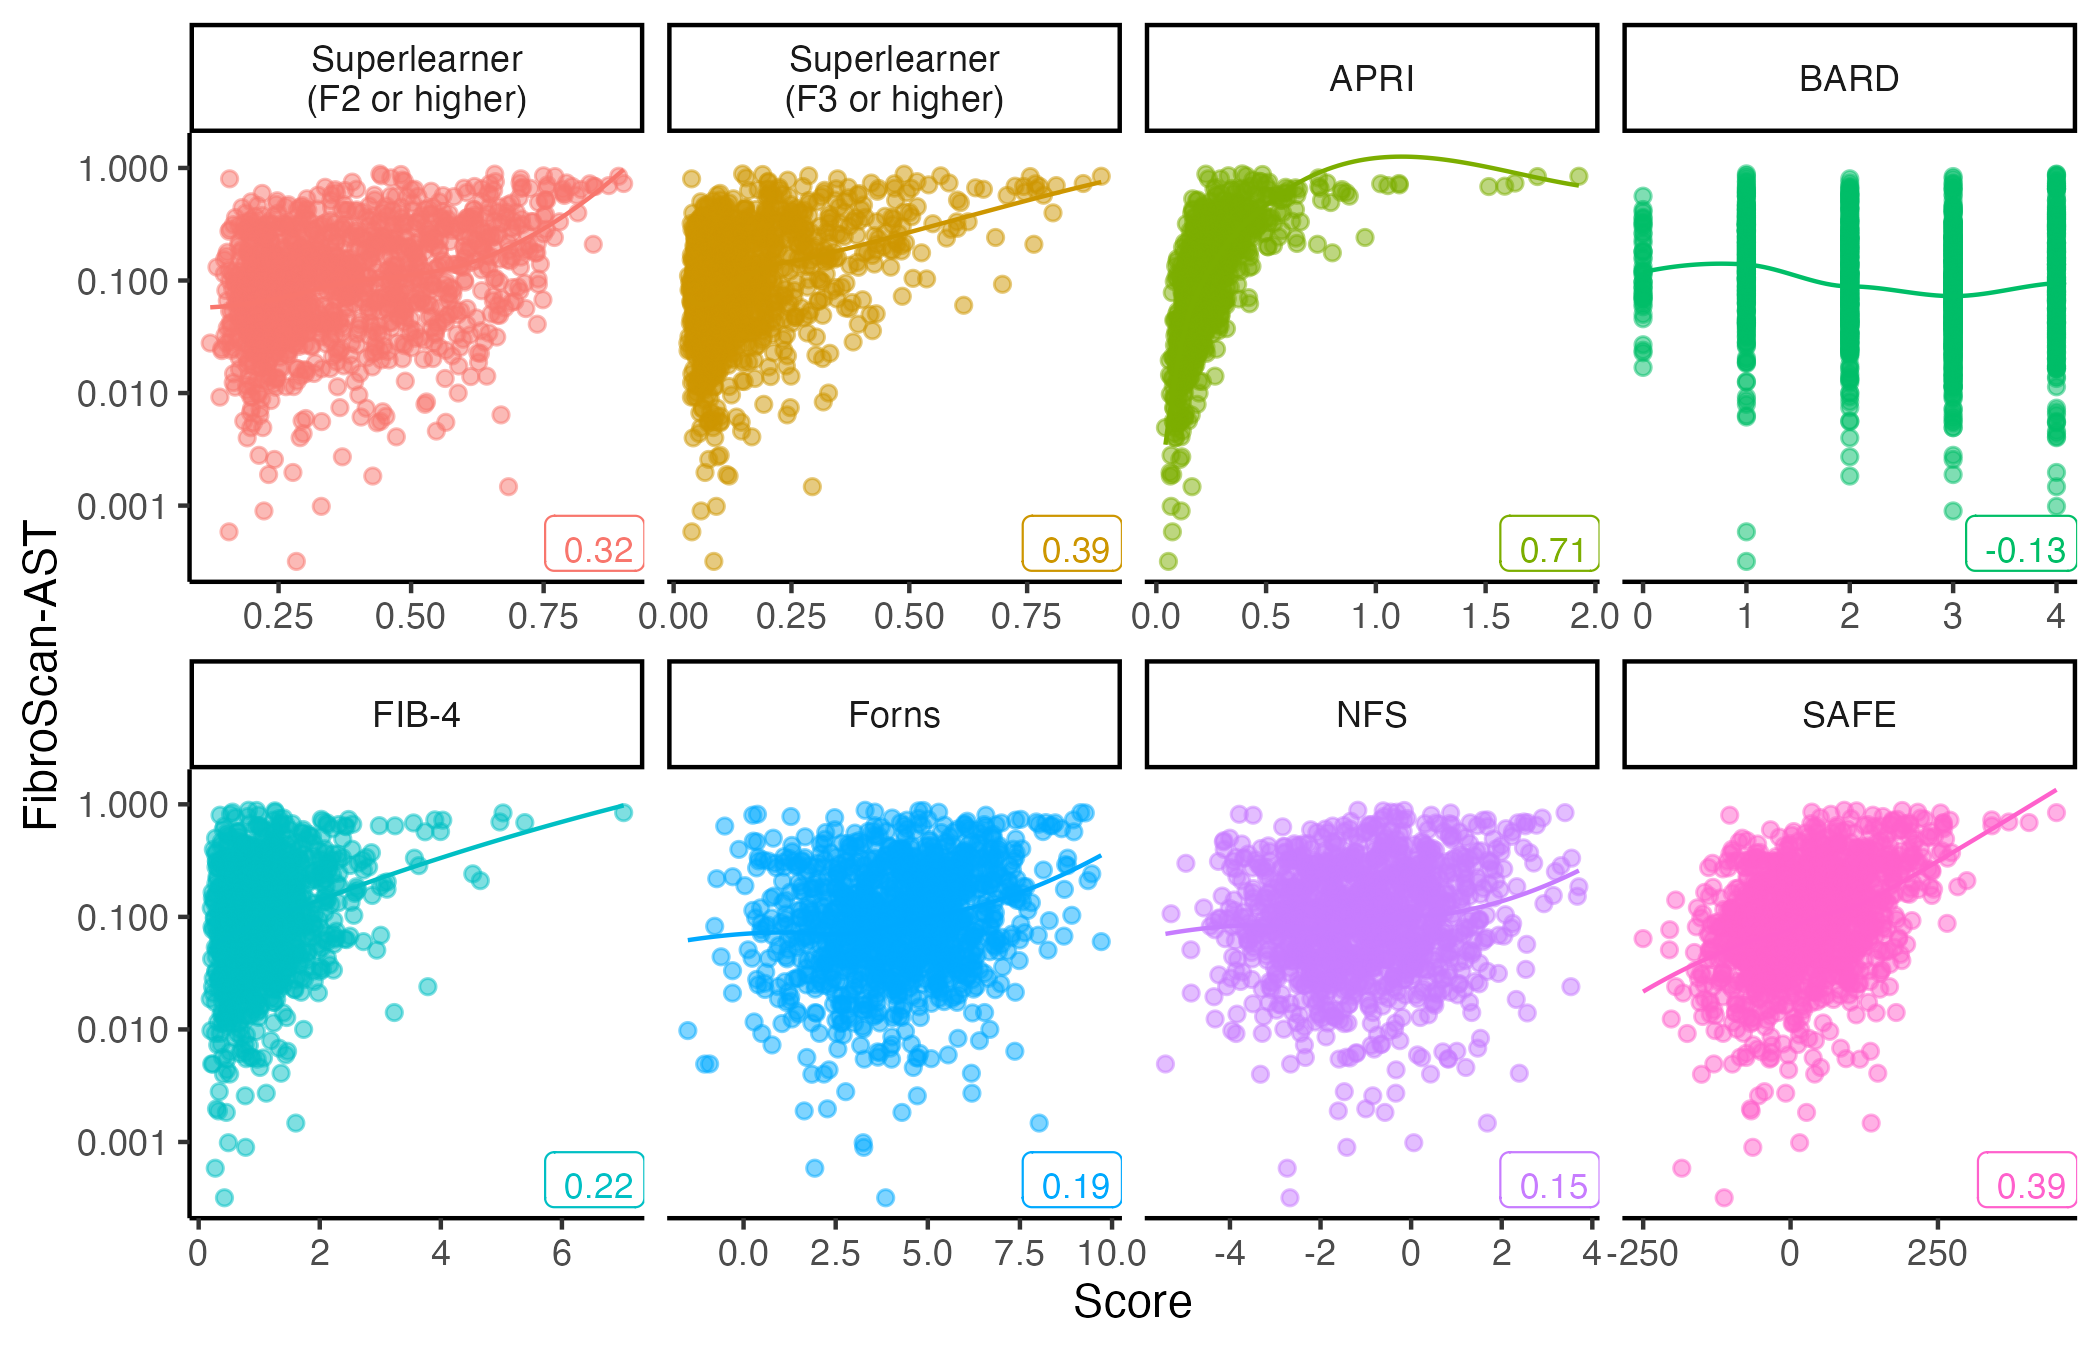 Superlearner
(F2 or higher)
Superlearner
(F3 or higher)
APRI
BARD
1.000
0.100
0.010
0.001
0.32
0.39
0.71
-0.13
0.25 0.50 0.75
0.00 0.25 0.50 0.75
0.0 0.5 1.0 1.5 2.0
0 1 2 3 4
FibroScan-AST
FIB-4
Forns
NFS
SAFE
1.000
0.100
0.010
0.001
0.22
0.19
0.15
0.39
0 2 4 6
0.0 2.5 5.0 7.5 10.0
-4 -2 0 2 4
-250 0 250
Score